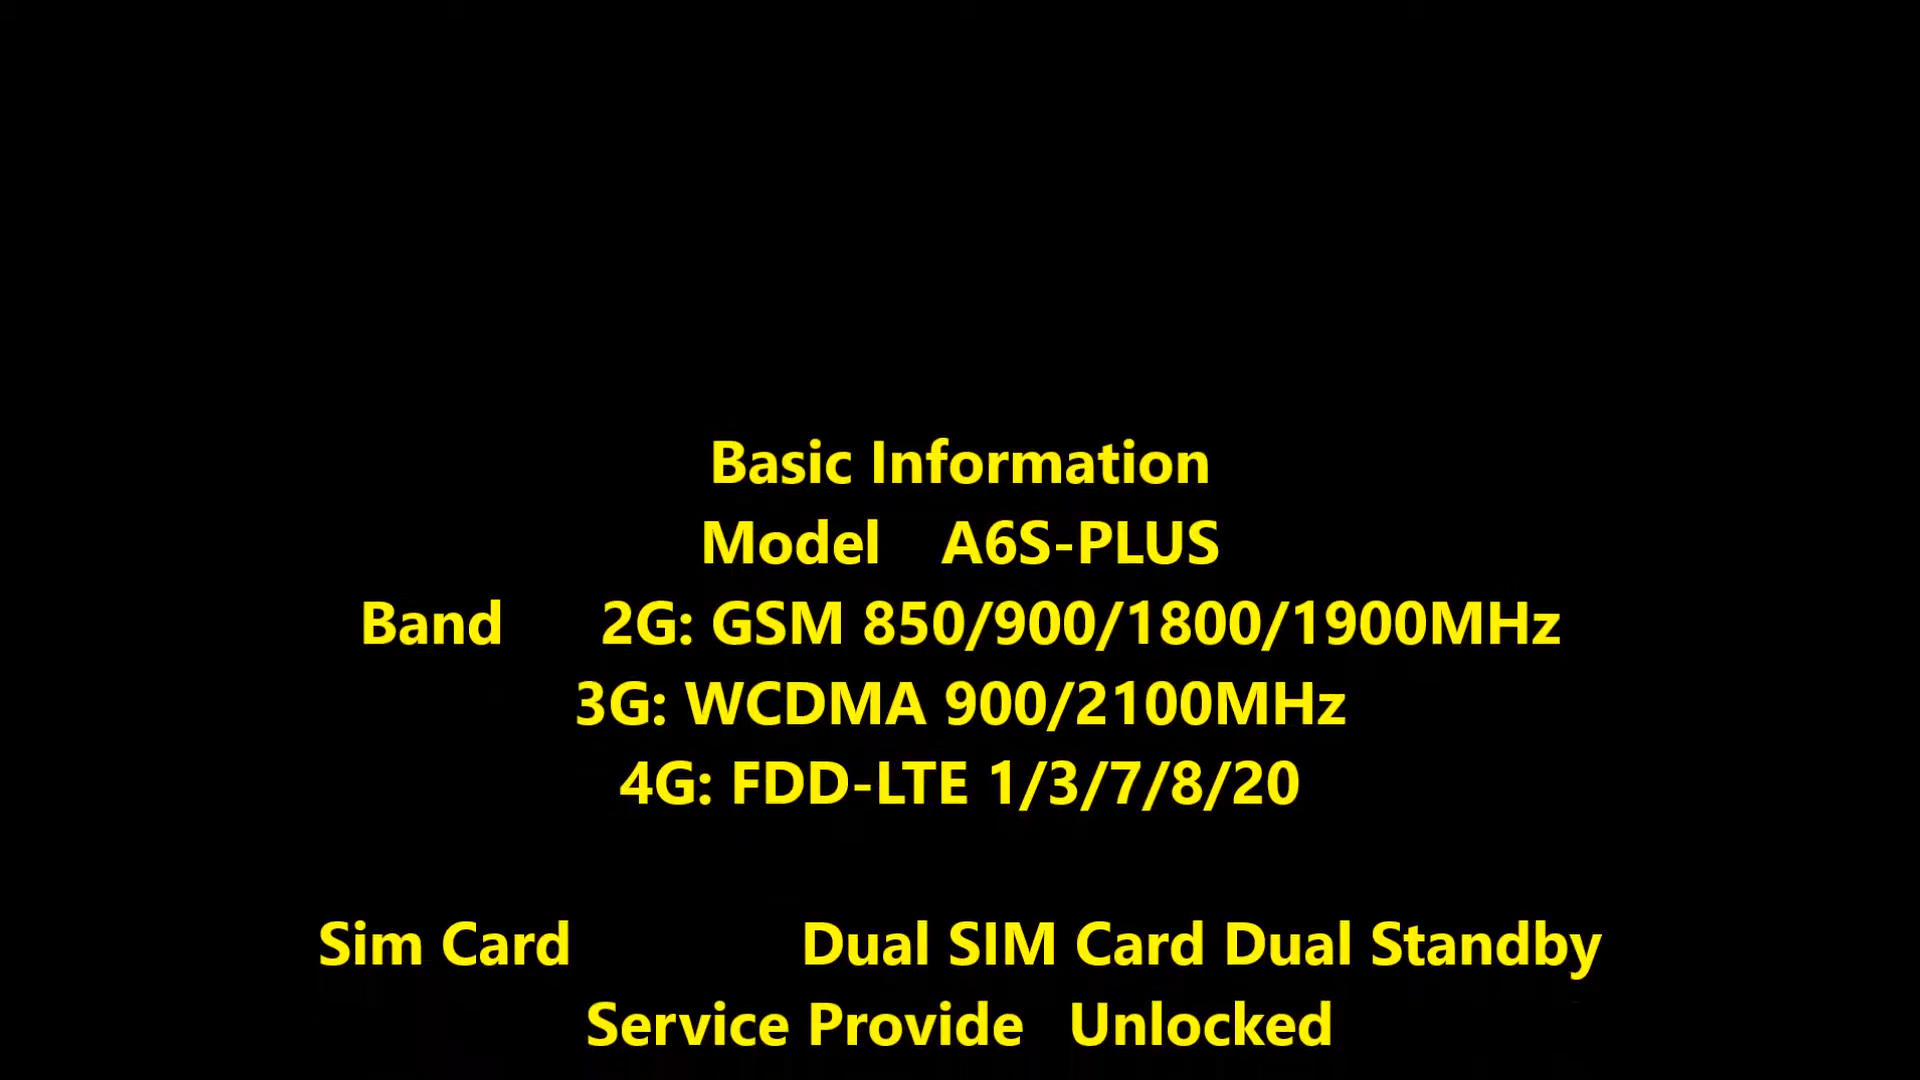 Basic Information
Model A6S-PLUS
Band 2G: GSM 850/900/1800/1900MHz
3G: WCDMA 900/2100MHz
4G: FDD-LTE 1/3/7/8/20
Sim Card Dual SIM Card Dual Standby
Service Provide Unlocked